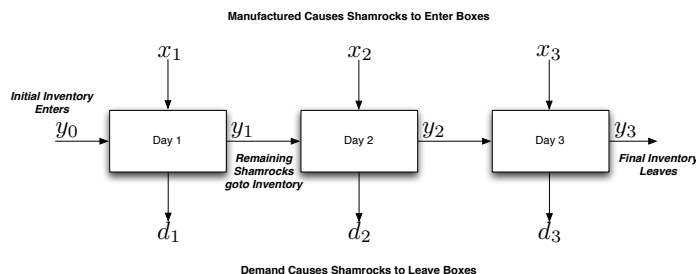 Manufactured Causes Shamrocks to Enter Boxes
x₁ x₂ x₃
Initial Inventory
Enters
y₀ Day 1 y₁ Day 2 y₂ Day 3 y₃
Remaining
Shamrocks
goto Inventory
Final Inventory
Leaves
d₁ d₂ d₃
Demand Causes Shamrocks to Leave Boxes